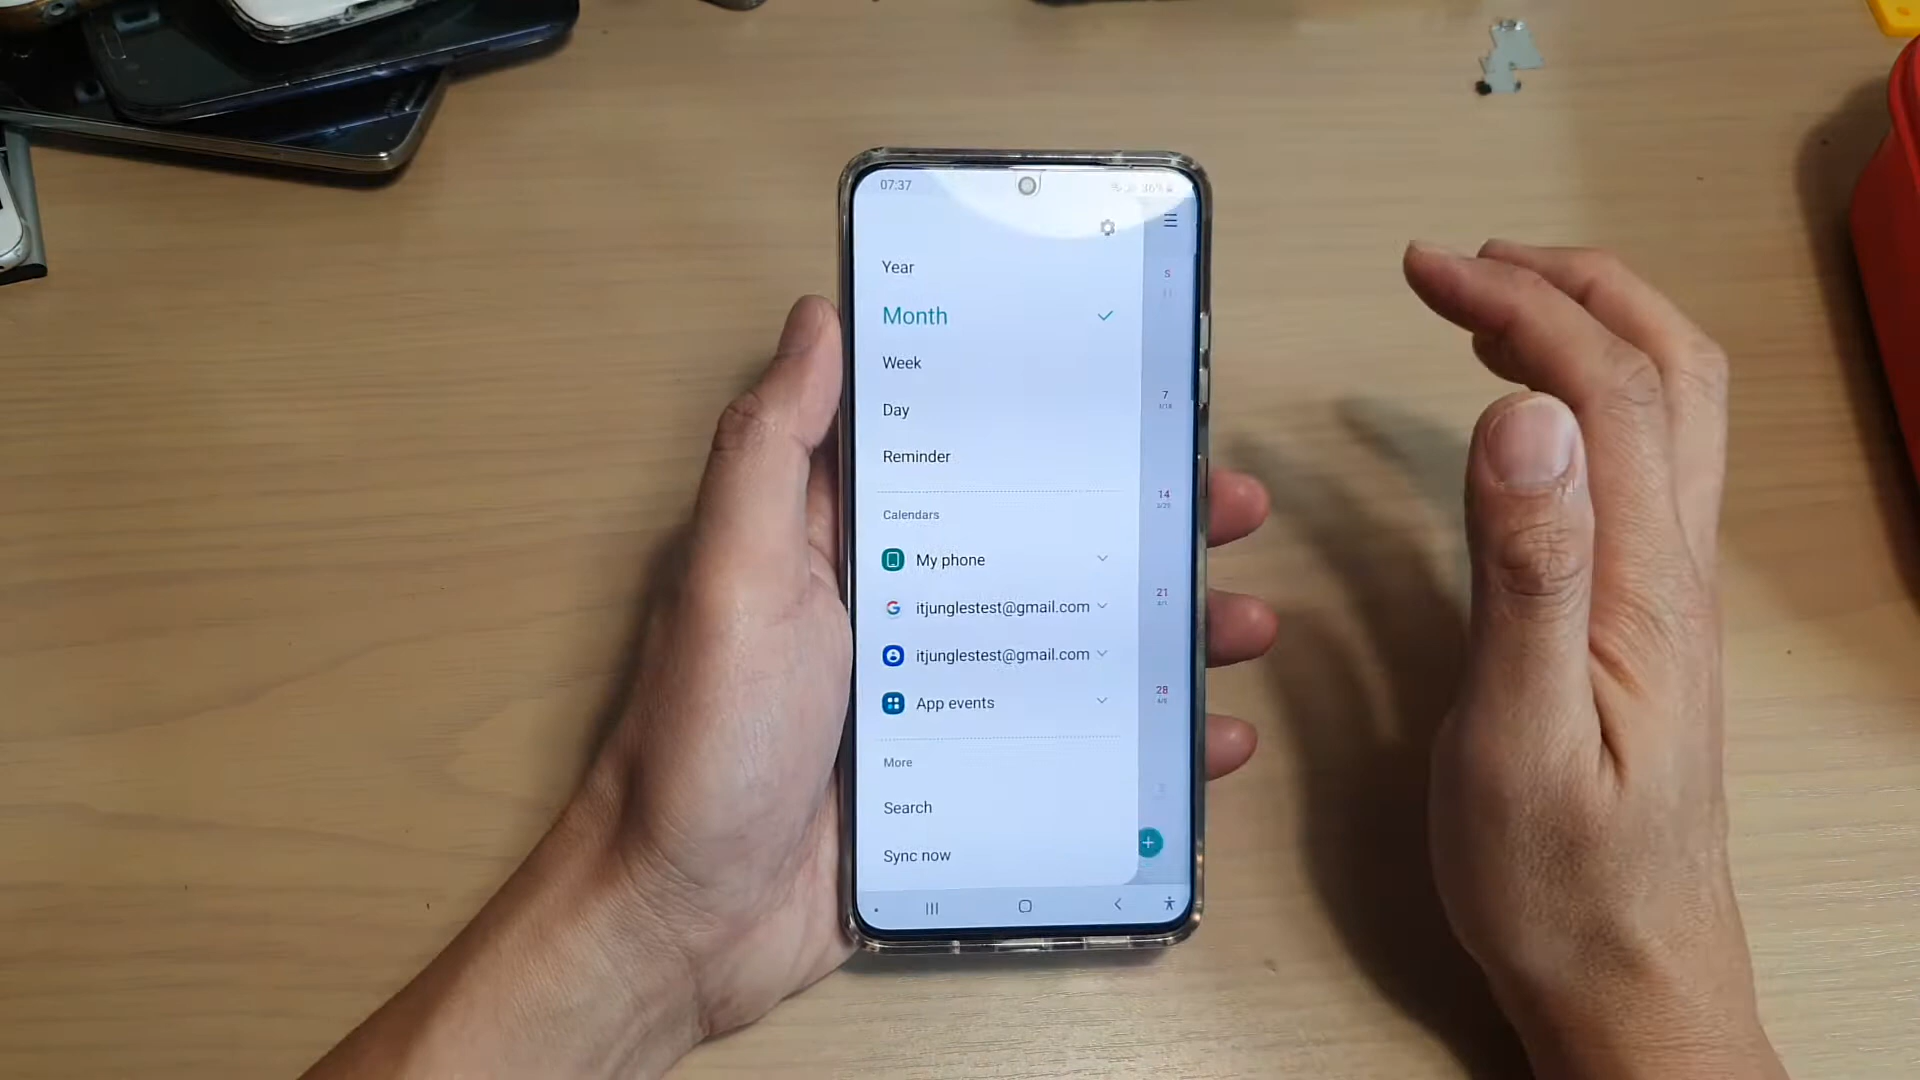 07:37
36%
Year
S
Month
Week
7
Day
Reminder
14
Calendars
My phone
itjunglestest@gmail.com
21
itjunglestest@gmail.com
App events
28
More
Search
Sync now